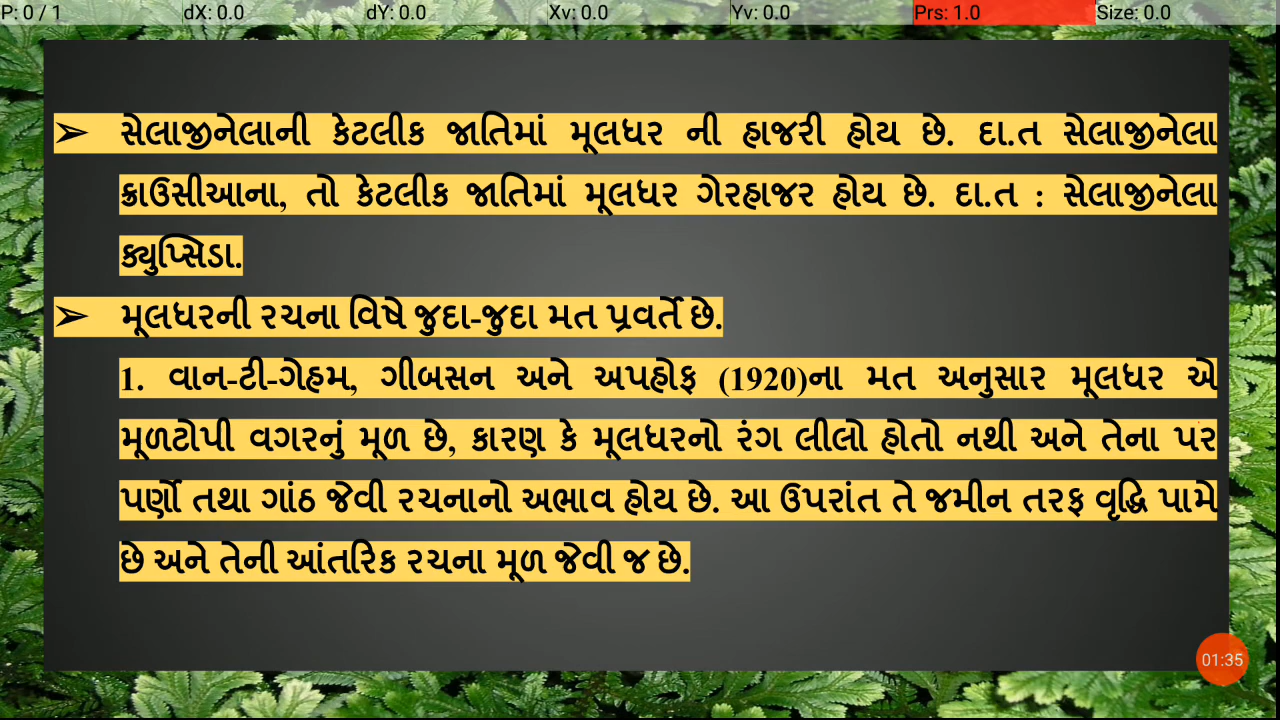 P: 0 / 1 dX: 0.0 dY: 0.0 Xv: 0.0 Yv: 0.0 Prs: 1.0 Size: 0.0
➢ સેલાજીનેલાની કેટલીક જાતિમાં મૂલધર ની હાજરી હોય છે. દા.ત સેલાજીનેલા
ક્રાઉસીઆના, તો કેટલીક જાતિમાં મૂલધર ગેરહાજર હોય છે. દા.ત : સેલાજીનેલા
ક્યુપ્સિડા.
➢ મૂલધરની રચના વિષે જુદા-જુદા મત પ્રવર્તે છે.
1. વાન-ટી-ગેહમ, ગીબસન અને અપહોફ (1920)ના મત અનુસાર મૂલધર એ
મૂળટોપી વગરનું મૂળ છે, કારણ કે મૂલધરનો રંગ લીલો હોતો નથી અને તેના પર
પર્ણો તથા ગાંઠ જેવી રચનાનો અભાવ હોય છે. આ ઉપરાંત તે જમીન તરફ વૃદ્ધિ પામે
છે અને તેની આંતરિક રચના મૂળ જેવી જ છે.
01:35